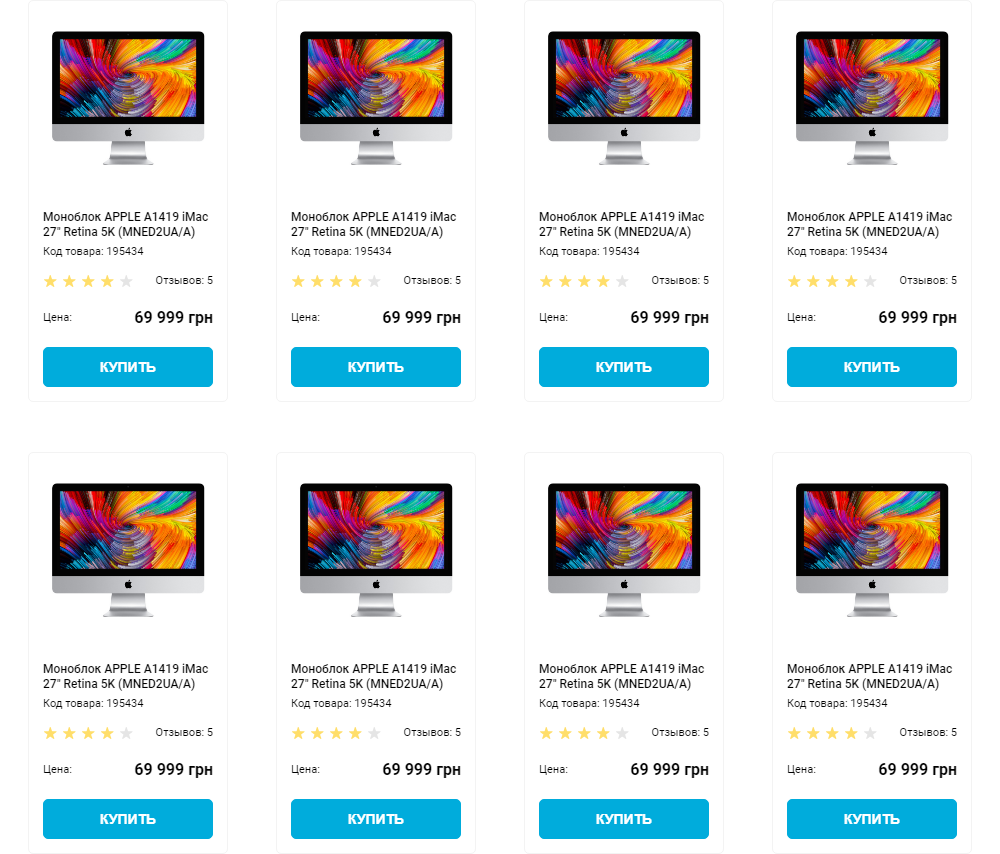 Моноблок APPLE A1419 iMac
27" Retina 5K (MNED2UA/A)
Код товара: 195434
Отзывов: 5
Цена: 69 999 грн
КУПИТЬ
Моноблок APPLE A1419 iMac
27" Retina 5K (MNED2UA/A)
Код товара: 195434
Отзывов: 5
Цена: 69 999 грн
КУПИТЬ
Моноблок APPLE A1419 iMac
27" Retina 5K (MNED2UA/A)
Код товара: 195434
Отзывов: 5
Цена: 69 999 грн
КУПИТЬ
Моноблок APPLE A1419 iMac
27" Retina 5K (MNED2UA/A)
Код товара: 195434
Отзывов: 5
Цена: 69 999 грн
КУПИТЬ
Моноблок APPLE A1419 iMac
27" Retina 5K (MNED2UA/A)
Код товара: 195434
Отзывов: 5
Цена: 69 999 грн
КУПИТЬ
Моноблок APPLE A1419 iMac
27" Retina 5K (MNED2UA/A)
Код товара: 195434
Отзывов: 5
Цена: 69 999 грн
КУПИТЬ
Моноблок APPLE A1419 iMac
27" Retina 5K (MNED2UA/A)
Код товара: 195434
Отзывов: 5
Цена: 69 999 грн
КУПИТЬ
Моноблок APPLE A1419 iMac
27" Retina 5K (MNED2UA/A)
Код товара: 195434
Отзывов: 5
Цена: 69 999 грн
КУПИТЬ